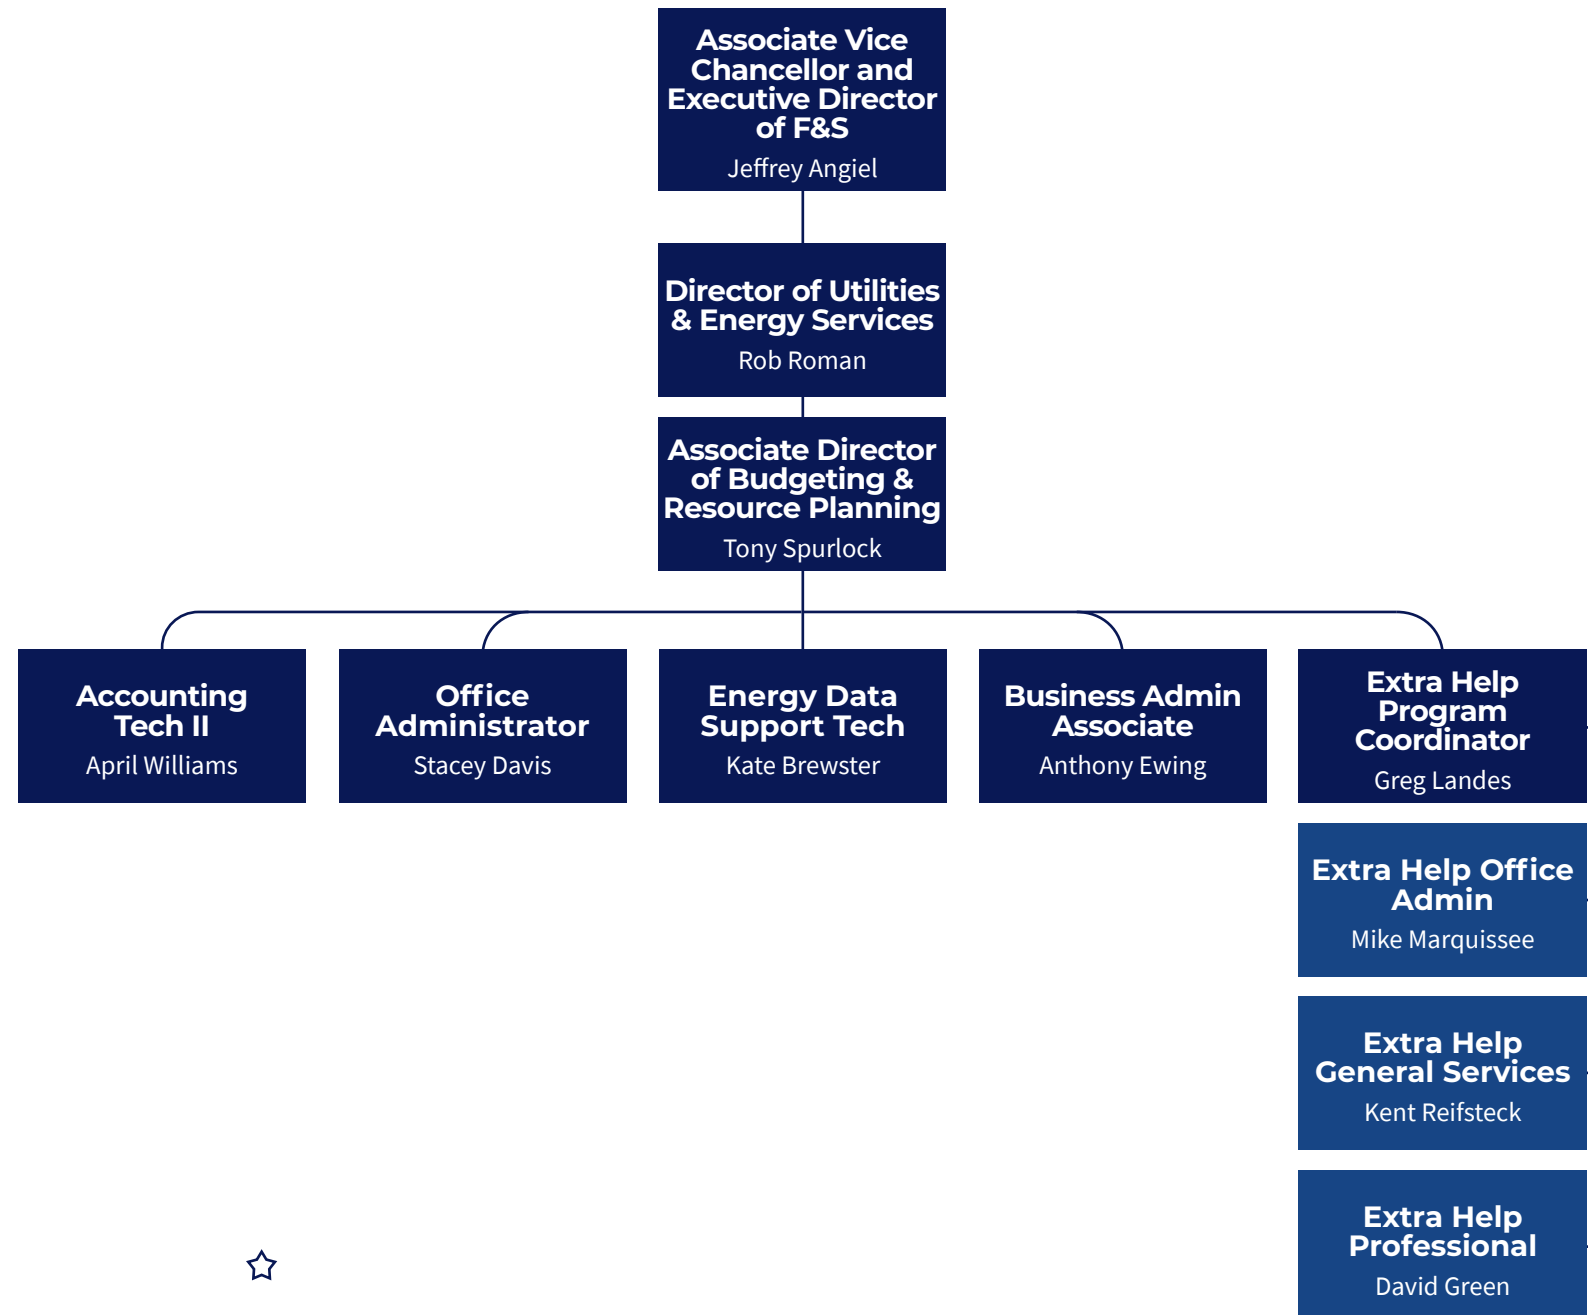 Associate Vice
Chancellor and
Executive Director
of F&S
Jeffrey Angiel
Director of Utilities
& Energy Services
Rob Roman
Associate Director
of Budgeting &
Resource Planning
Tony Spurlock
Accounting
Tech II
April Williams
Office
Administrator
Stacey Davis
Energy Data
Support Tech
Kate Brewster
Business Admin
Associate
Anthony Ewing
Extra Help
Program
Coordinator
Greg Landes
Extra Help Office
Admin
Mike Marquissee
Extra Help
General Services
Kent Reifsteck
Extra Help
Professional
David Green